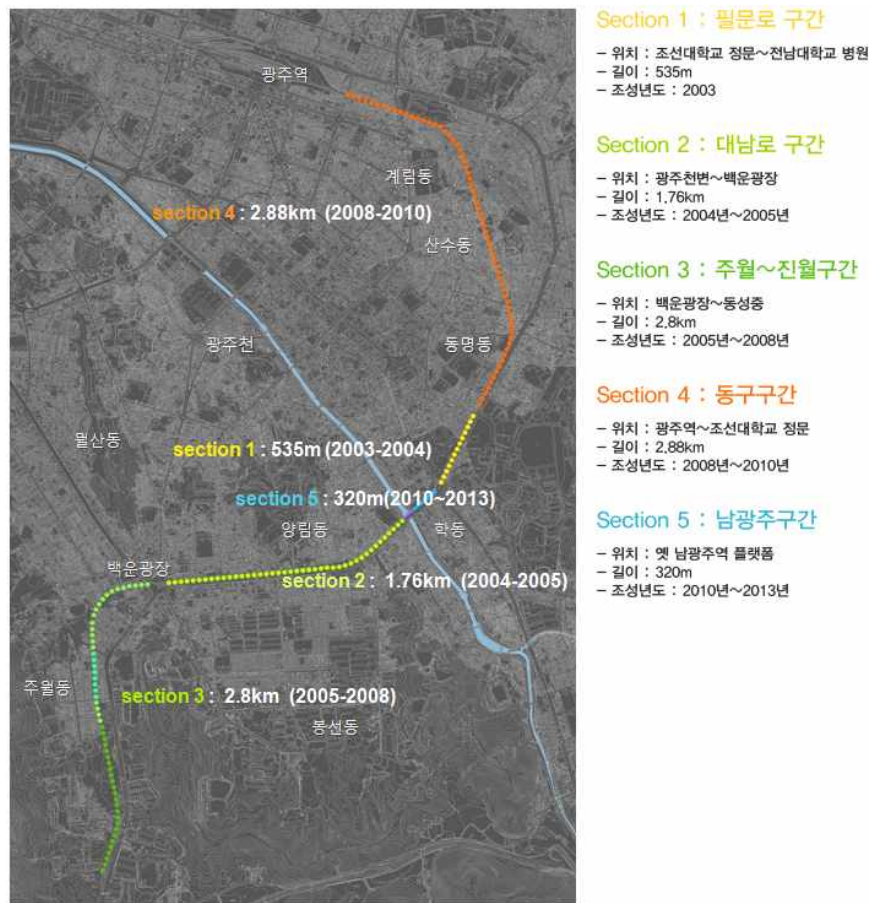 광주역
계림동
section 4 : 2.88km (2008-2010)
산수동
광주천
동명동
월산동
section 1 : 535m (2003-2004)
section 5 : 320m(2010~2013)
양림동
학동
백운광장
section 2 : 1.76km (2004-2005)
주월동
section 3 : 2.8km (2005-2008)
봉선동
Section 1 : 필문로 구간
– 위치 : 조선대학교 정문~전남대학교 병원
– 길이 : 535m
– 조성년도 : 2003
Section 2 : 대남로 구간
– 위치 : 광주천변~백운광장
– 길이 : 1.76km
– 조성년도 : 2004년~2005년
Section 3 : 주월~진월구간
– 위치 : 백운광장~동성중
– 길이 : 2.8km
– 조성년도 : 2005년~2008년
Section 4 : 동구구간
– 위치 : 광주역~조선대학교 정문
– 길이 : 2.88km
– 조성년도 : 2008년~2010년
Section 5 : 남광주구간
– 위치 : 옛 남광주역 플랫폼
– 길이 : 320m
– 조성년도 : 2010년~2013년